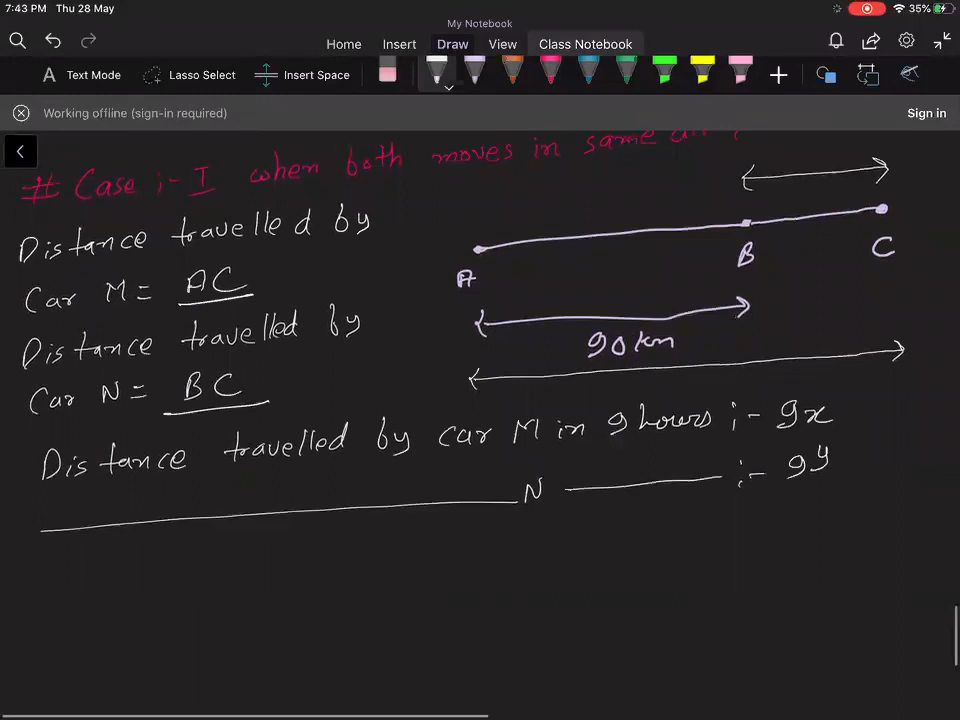 7:43 PM Thu 28 May
35%
My Notebook
Home Insert Draw View Class Notebook
Text Mode Lasso Select Insert Space
Working offline (sign-in required) Sign in
# Case :- I when both moves in same
Distance travelled by
Car M = AC
Distance travelled by
Car N = BC
A B C
90 km
Distance travelled by car M in 9 hours :- 9x
N :- 9y